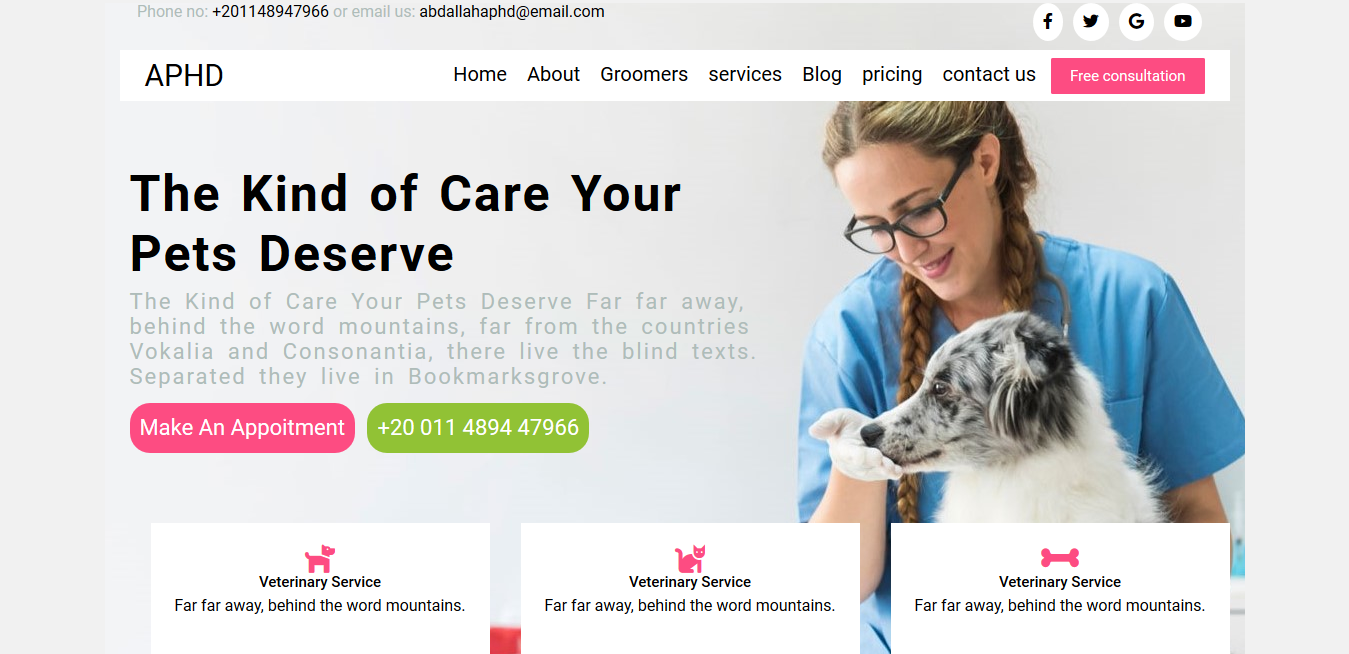 Phone no: +201148947966 or email us: abdallahaphd@email.com
APHD
Home About Groomers services Blog pricing contact us Free consultation
The Kind of Care Your
Pets Deserve
The Kind of Care Your Pets Deserve Far far away,
behind the word mountains, far from the countries
Vokalia and Consonantia, there live the blind texts.
Separated they live in Bookmarksgrove.
Make An Appoitment
+20 011 4894 47966
Veterinary Service
Far far away, behind the word mountains.
Veterinary Service
Far far away, behind the word mountains.
Veterinary Service
Far far away, behind the word mountains.